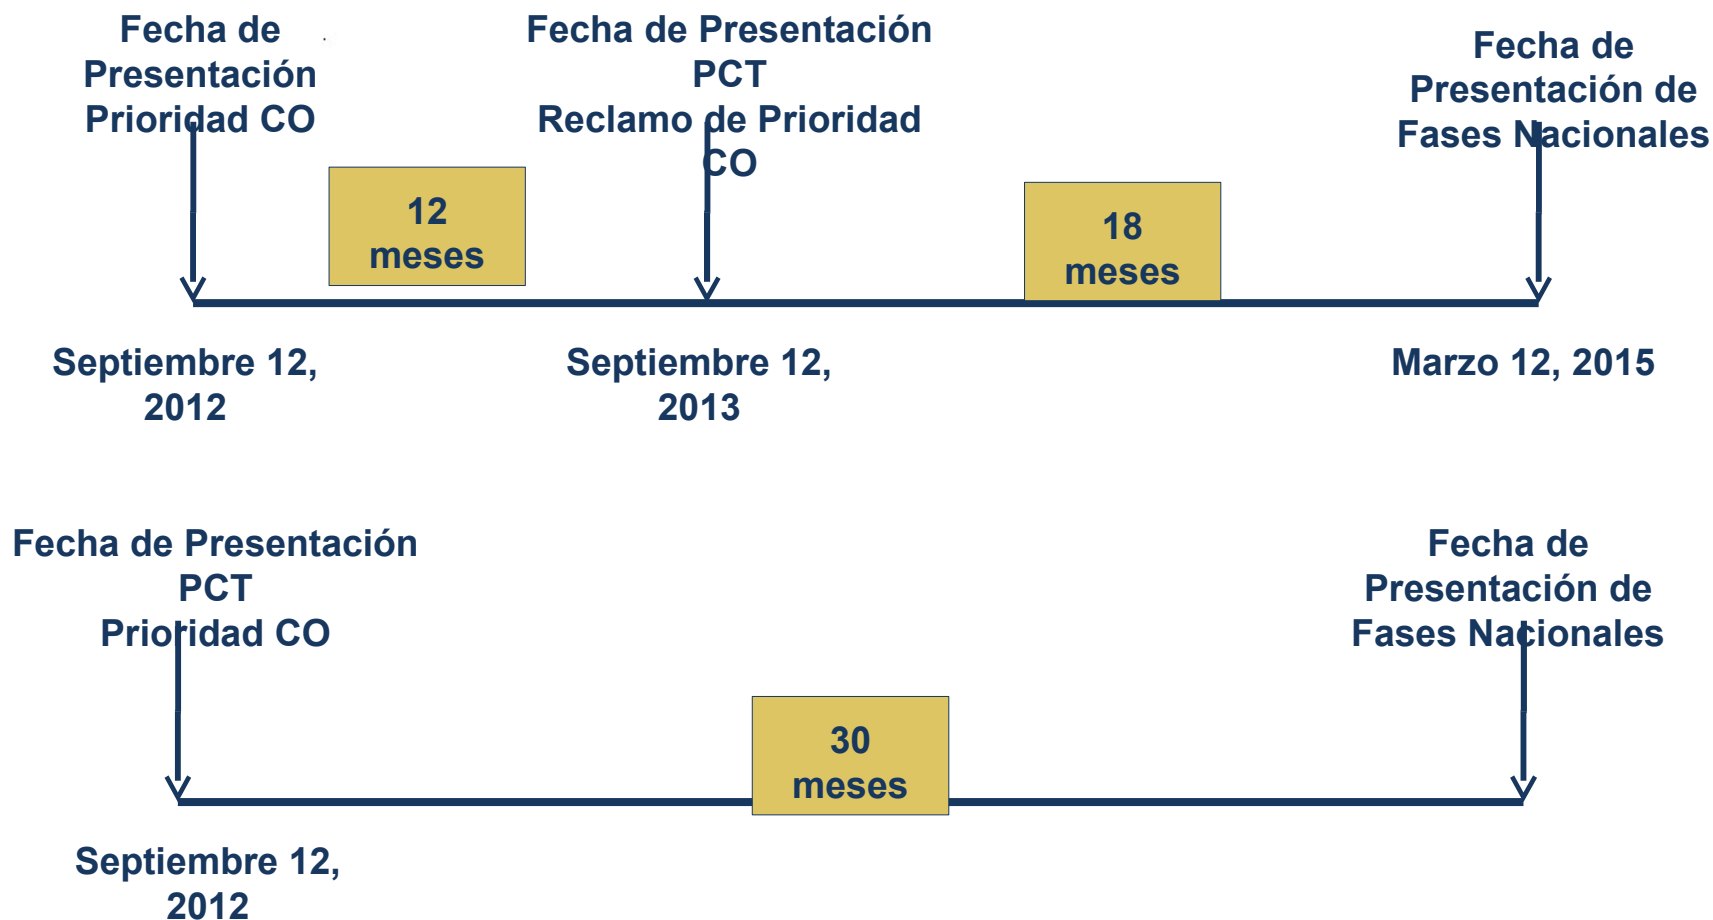 Fecha de
Presentación
Prioridad CO
Fecha de Presentación
PCT
Reclamo de Prioridad
CO
Fecha de
Presentación de
Fases Nacionales
12
meses
18
meses
Septiembre 12,
2012
Septiembre 12,
2013
Marzo 12, 2015
Fecha de Presentación
PCT
Prioridad CO
Fecha de
Presentación de
Fases Nacionales
30
meses
Septiembre 12,
2012